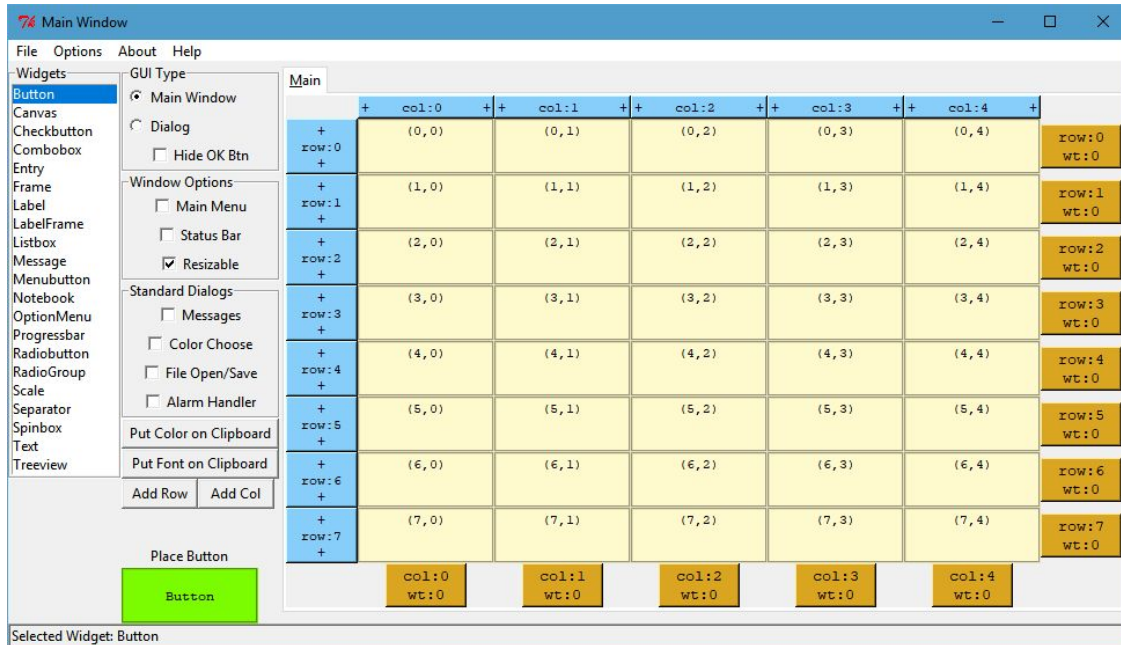 Main Window
File Options About Help
Widgets
Button
Canvas
Checkbutton
Combobox
Entry
Frame
Label
LabelFrame
Listbox
Message
Menubutton
Notebook
OptionMenu
Progressbar
Radiobutton
RadioGroup
Scale
Separator
Spinbox
Text
Treeview
GUI Type
Main Window
Dialog
Hide OK Btn
Window Options
Main Menu
Status Bar
Resizable
Standard Dialogs
Messages
Color Choose
File Open/Save
Alarm Handler
Put Color on Clipboard
Put Font on Clipboard
Add Row Add Col
Place Button
Button
Main
+ col:0 + + col:1 + + col:2 + + col:3 + + col:4 +
+
row:0
+
(0,0) (0,1) (0,2) (0,3) (0,4)
row:0
wt:0
+
row:1
+
(1,0) (1,1) (1,2) (1,3) (1,4)
row:1
wt:0
+
row:2
+
(2,0) (2,1) (2,2) (2,3) (2,4)
row:2
wt:0
+
row:3
+
(3,0) (3,1) (3,2) (3,3) (3,4)
row:3
wt:0
+
row:4
+
(4,0) (4,1) (4,2) (4,3) (4,4)
row:4
wt:0
+
row:5
+
(5,0) (5,1) (5,2) (5,3) (5,4)
row:5
wt:0
+
row:6
+
(6,0) (6,1) (6,2) (6,3) (6,4)
row:6
wt:0
+
row:7
+
(7,0) (7,1) (7,2) (7,3) (7,4)
row:7
wt:0
col:0 col:1 col:2 col:3 col:4
wt:0 wt:0 wt:0 wt:0 wt:0
Selected Widget: Button